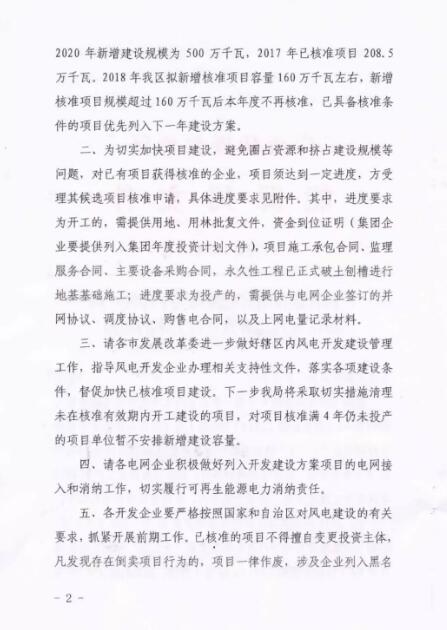 2020 年新增建设规模为 500 万千瓦，2017 年已核准项目 208.5
万千瓦。2018 年我区拟新增核准项目容量 160 万千瓦左右，新增
核准项目规模超过 160 万千瓦后本年度不再核准，已具备核准条
件的项目优先列入下一年建设方案。
二、为切实加快项目建设，避免圈占资源和挤占建设规模等
问题，对已有项目获得核准的企业，项目须达到一定进度，方受
理其候选项目核准申请，具体进度要求见附件。其中，进度要求
为开工的，需提供用地、用林批复文件，资金到位证明（集团企
业要提供列入集团年度投资计划文件），项目施工承包合同、监理
服务合同、主要设备采购合同，永久性工程已正式破土刨槽进行
地基基础施工；进度要求为投产的，需提供与电网企业签订的并
网协议、调度协议、购售电合同，以及上网电量记录材料。
三、请各市发展改革委进一步做好辖区内风电开发建设管理
工作，指导风电开发企业办理相关支持性文件，落实各项建设条
件，督促加快已核准项目建设。下一步我局将采取切实措施清理
未在核准有效期内开工建设的项目，对项目核准满 4 年仍未投产
的项目单位暂不安排新增建设容量。
四、请各电网企业积极做好列入开发建设方案项目的电网接
入和消纳工作，切实履行可再生能源电力消纳责任。
五、各开发企业要严格按照国家和自治区对风电建设的有关
要求，抓紧开展前期工作。已核准的项目不得擅自变更投资主体，
凡发现存在倒卖项目行为的，项目一律作废，涉及企业列入黑名
- 2 -